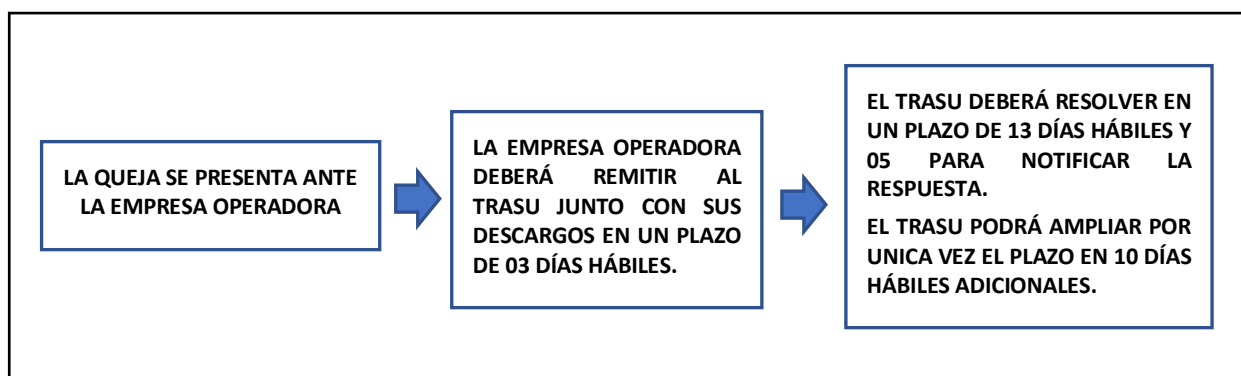 LA QUEJA SE PRESENTA ANTE
LA EMPRESA OPERADORA
LA EMPRESA OPERADORA
DEBERÁ REMITIR AL
TRASU JUNTO CON SUS
DESCARGOS EN UN PLAZO
DE 03 DÍAS HÁBILES.
EL TRASU DEBERÁ RESOLVER EN
UN PLAZO DE 13 DÍAS HÁBILES Y
05 PARA NOTIFICAR LA
RESPUESTA.
EL TRASU PODRÁ AMPLIAR POR
UNICA VEZ EL PLAZO EN 10 DÍAS
HÁBILES ADICIONALES.